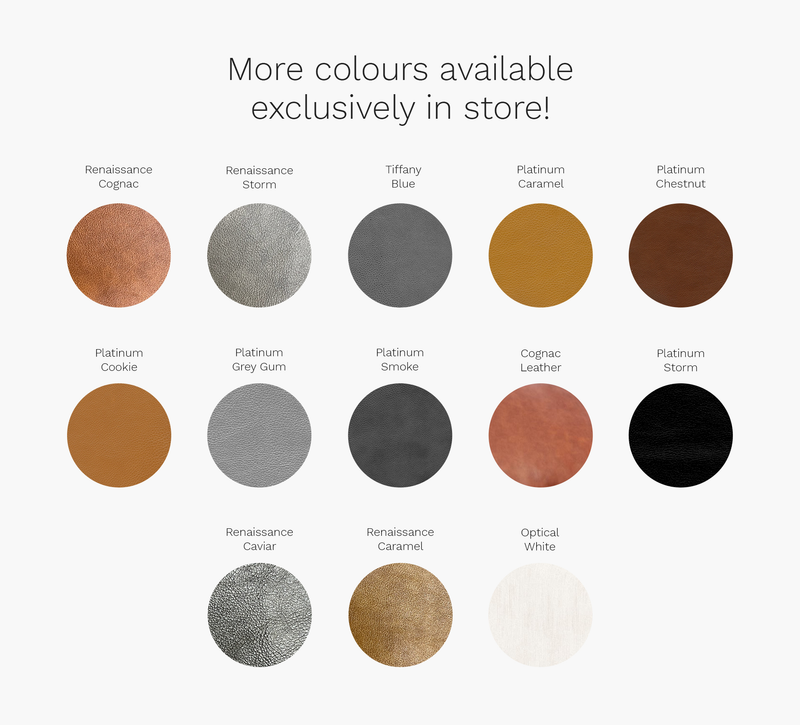 More colours available
exclusively in store!
Renaissance
Cognac
Renaissance
Storm
Tiffany
Blue
Platinum
Caramel
Platinum
Chestnut
Platinum
Cookie
Platinum
Grey Gum
Platinum
Smoke
Cognac
Leather
Platinum
Storm
Renaissance
Caviar
Renaissance
Caramel
Optical
White